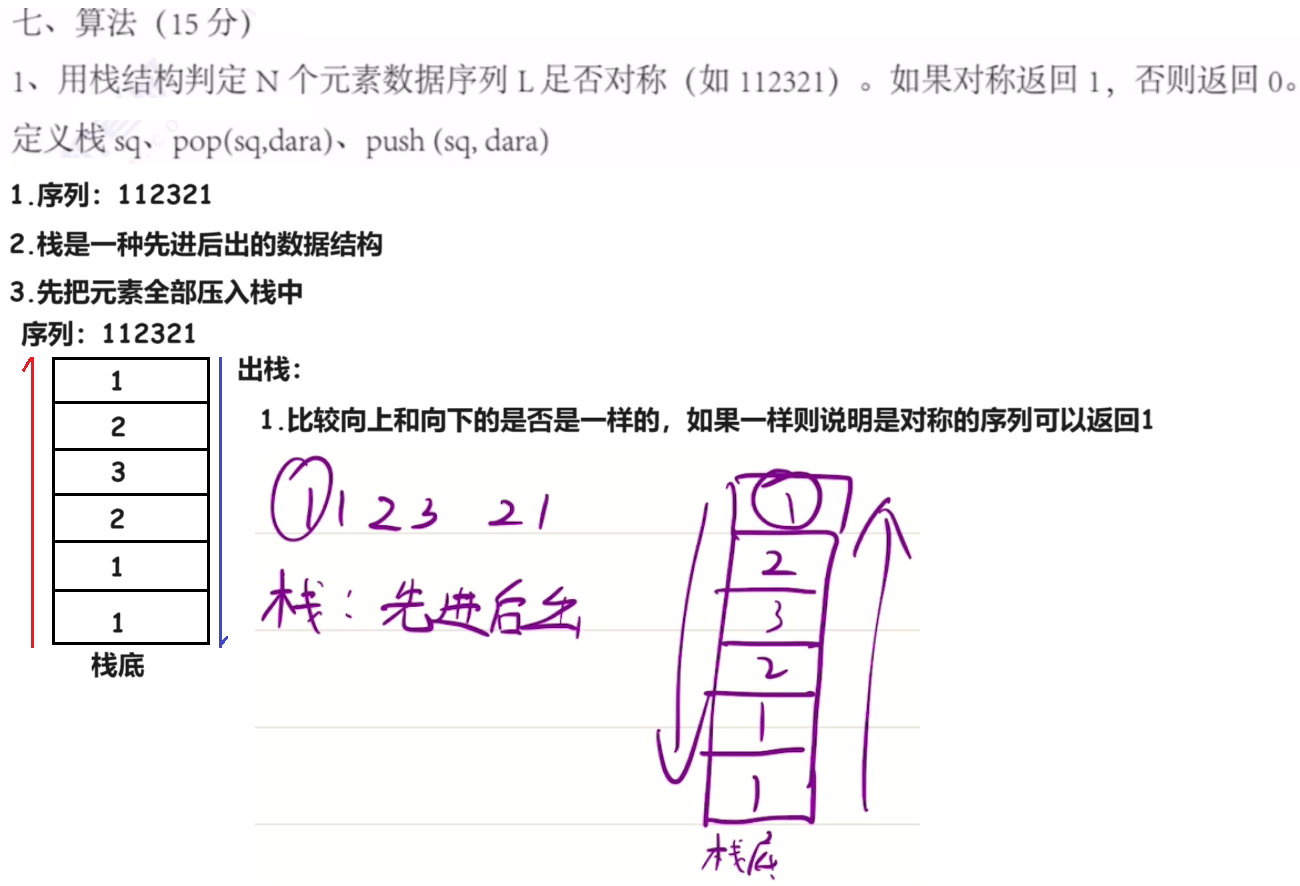 七、算法（15 分）
1、用栈结构判定 N 个元素数据序列 L 足否对称（如 112321）。如果对称返回 1，否则返回 0。
定义栈 sq、pop(sq,dara)、push (sq, dara)
1.序列：112321
2.栈是一种先进后出的数据结构
3.先把元素全部压入栈中
序列：112321
1
2
3
2
1
1
栈底
出栈：
1.比较向上和向下的是否是一样的，如果一样则说明是对称的序列可以返回1
1 1 2 3 2 1
栈：先进后出
1
2
3
2
1
1
栈底